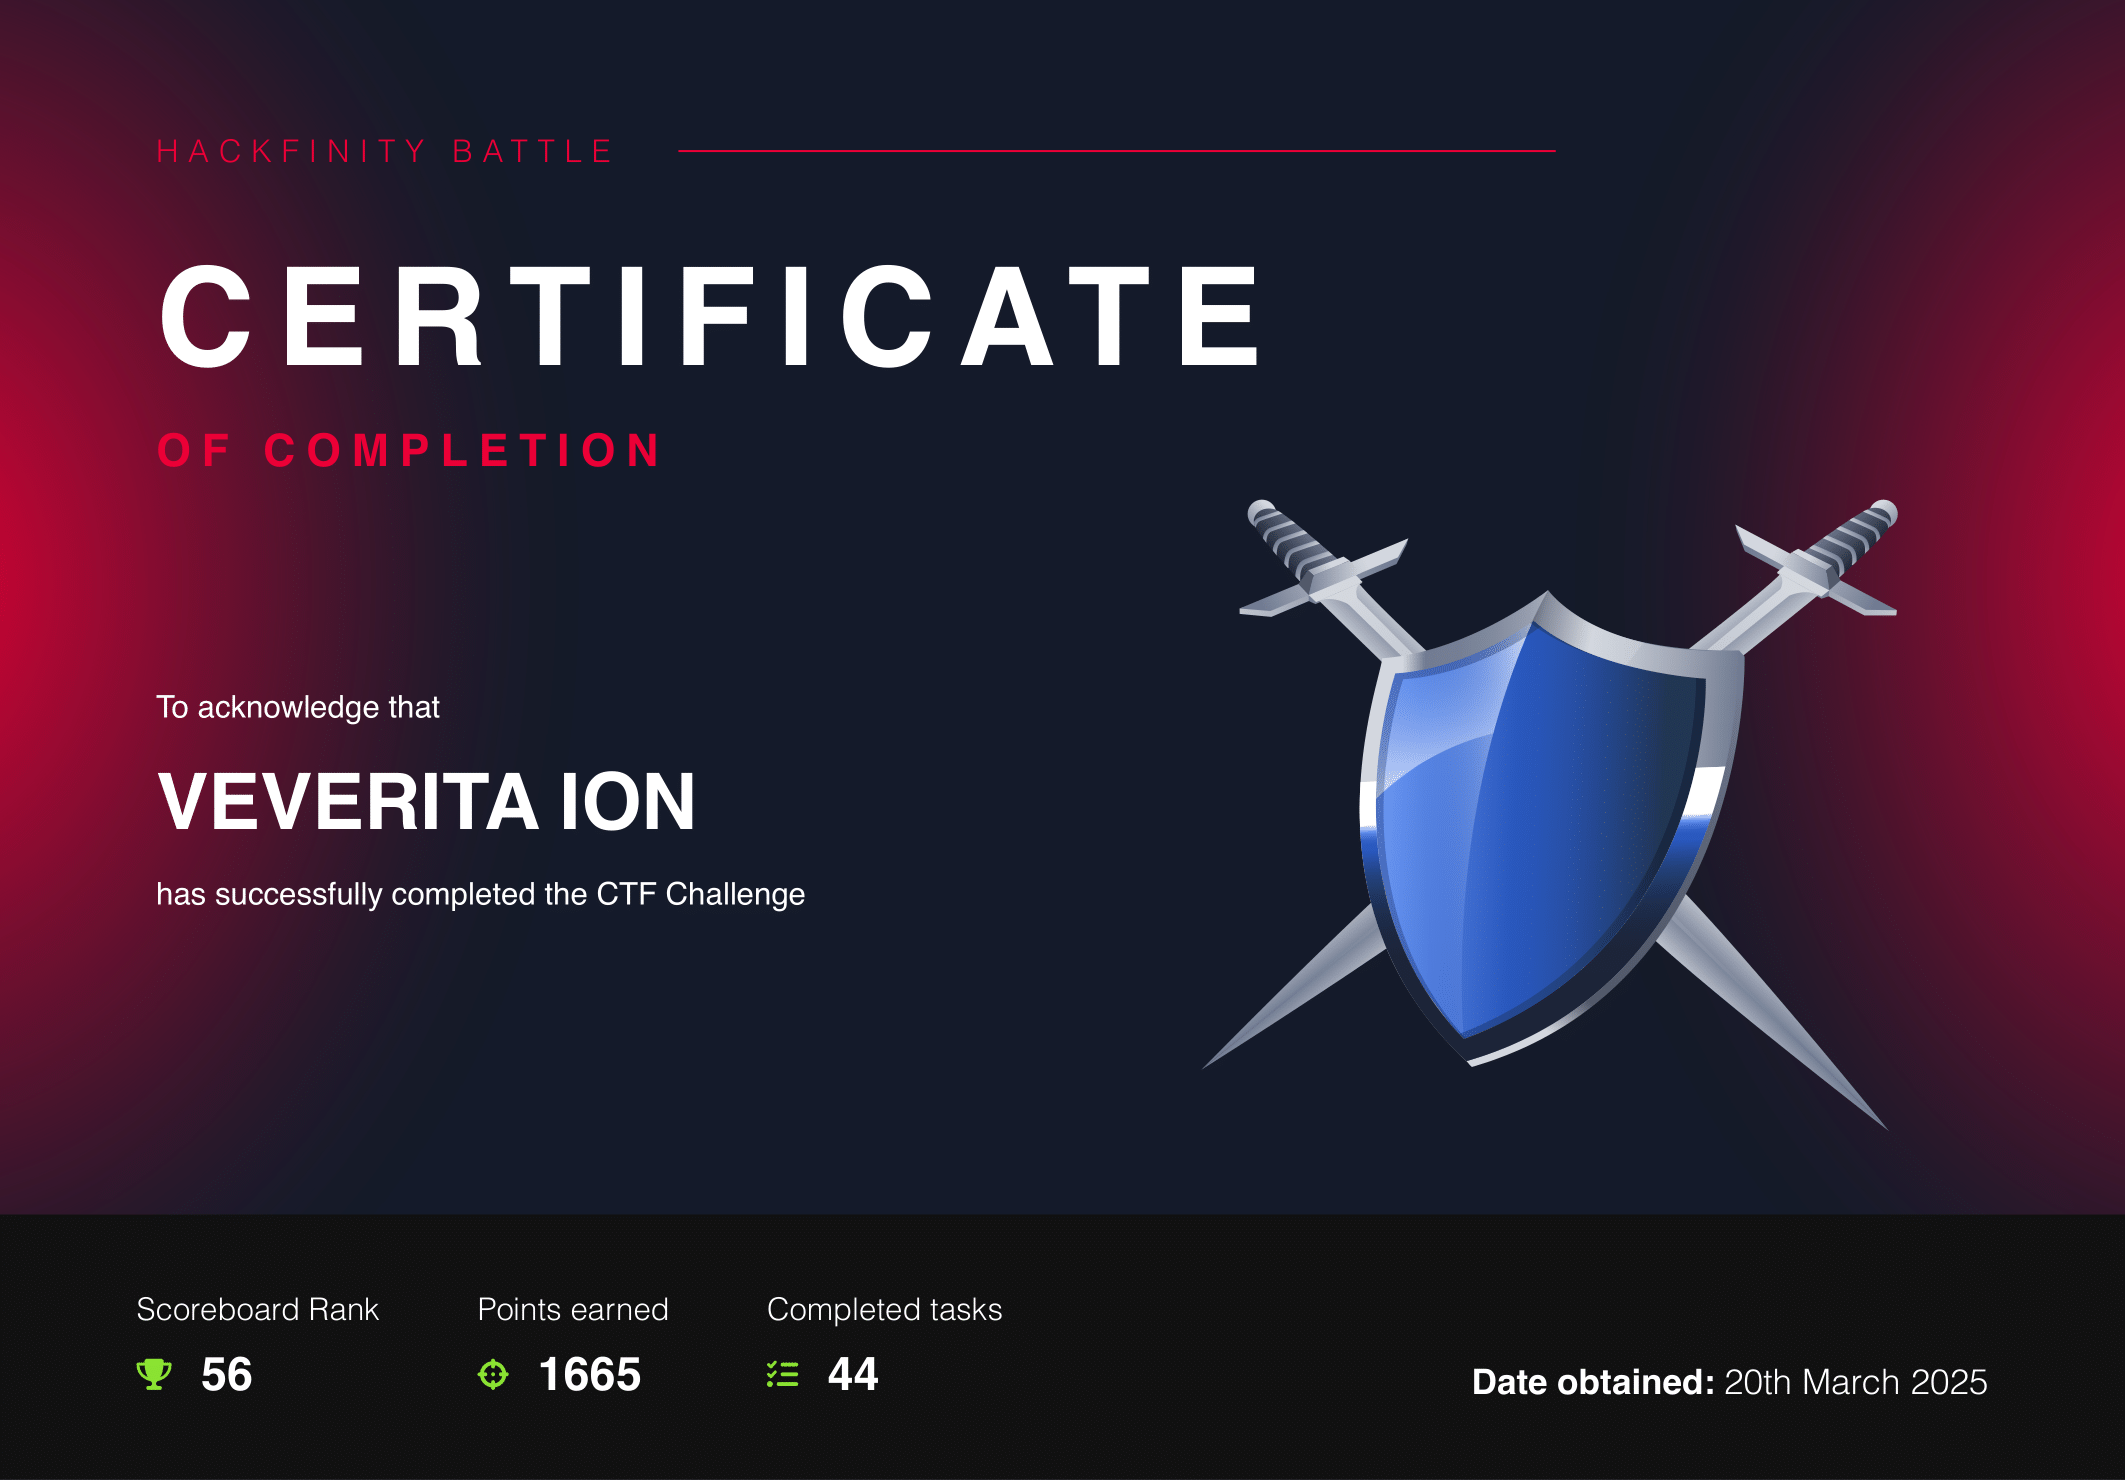 HACKFINITY BATTLE
CERTIFICATE
OF COMPLETION
To acknowledge that
VEVERITA ION
has successfully completed the CTF Challenge
Scoreboard Rank
56
Points earned
1665
Completed tasks
44
Date obtained: 20th March 2025